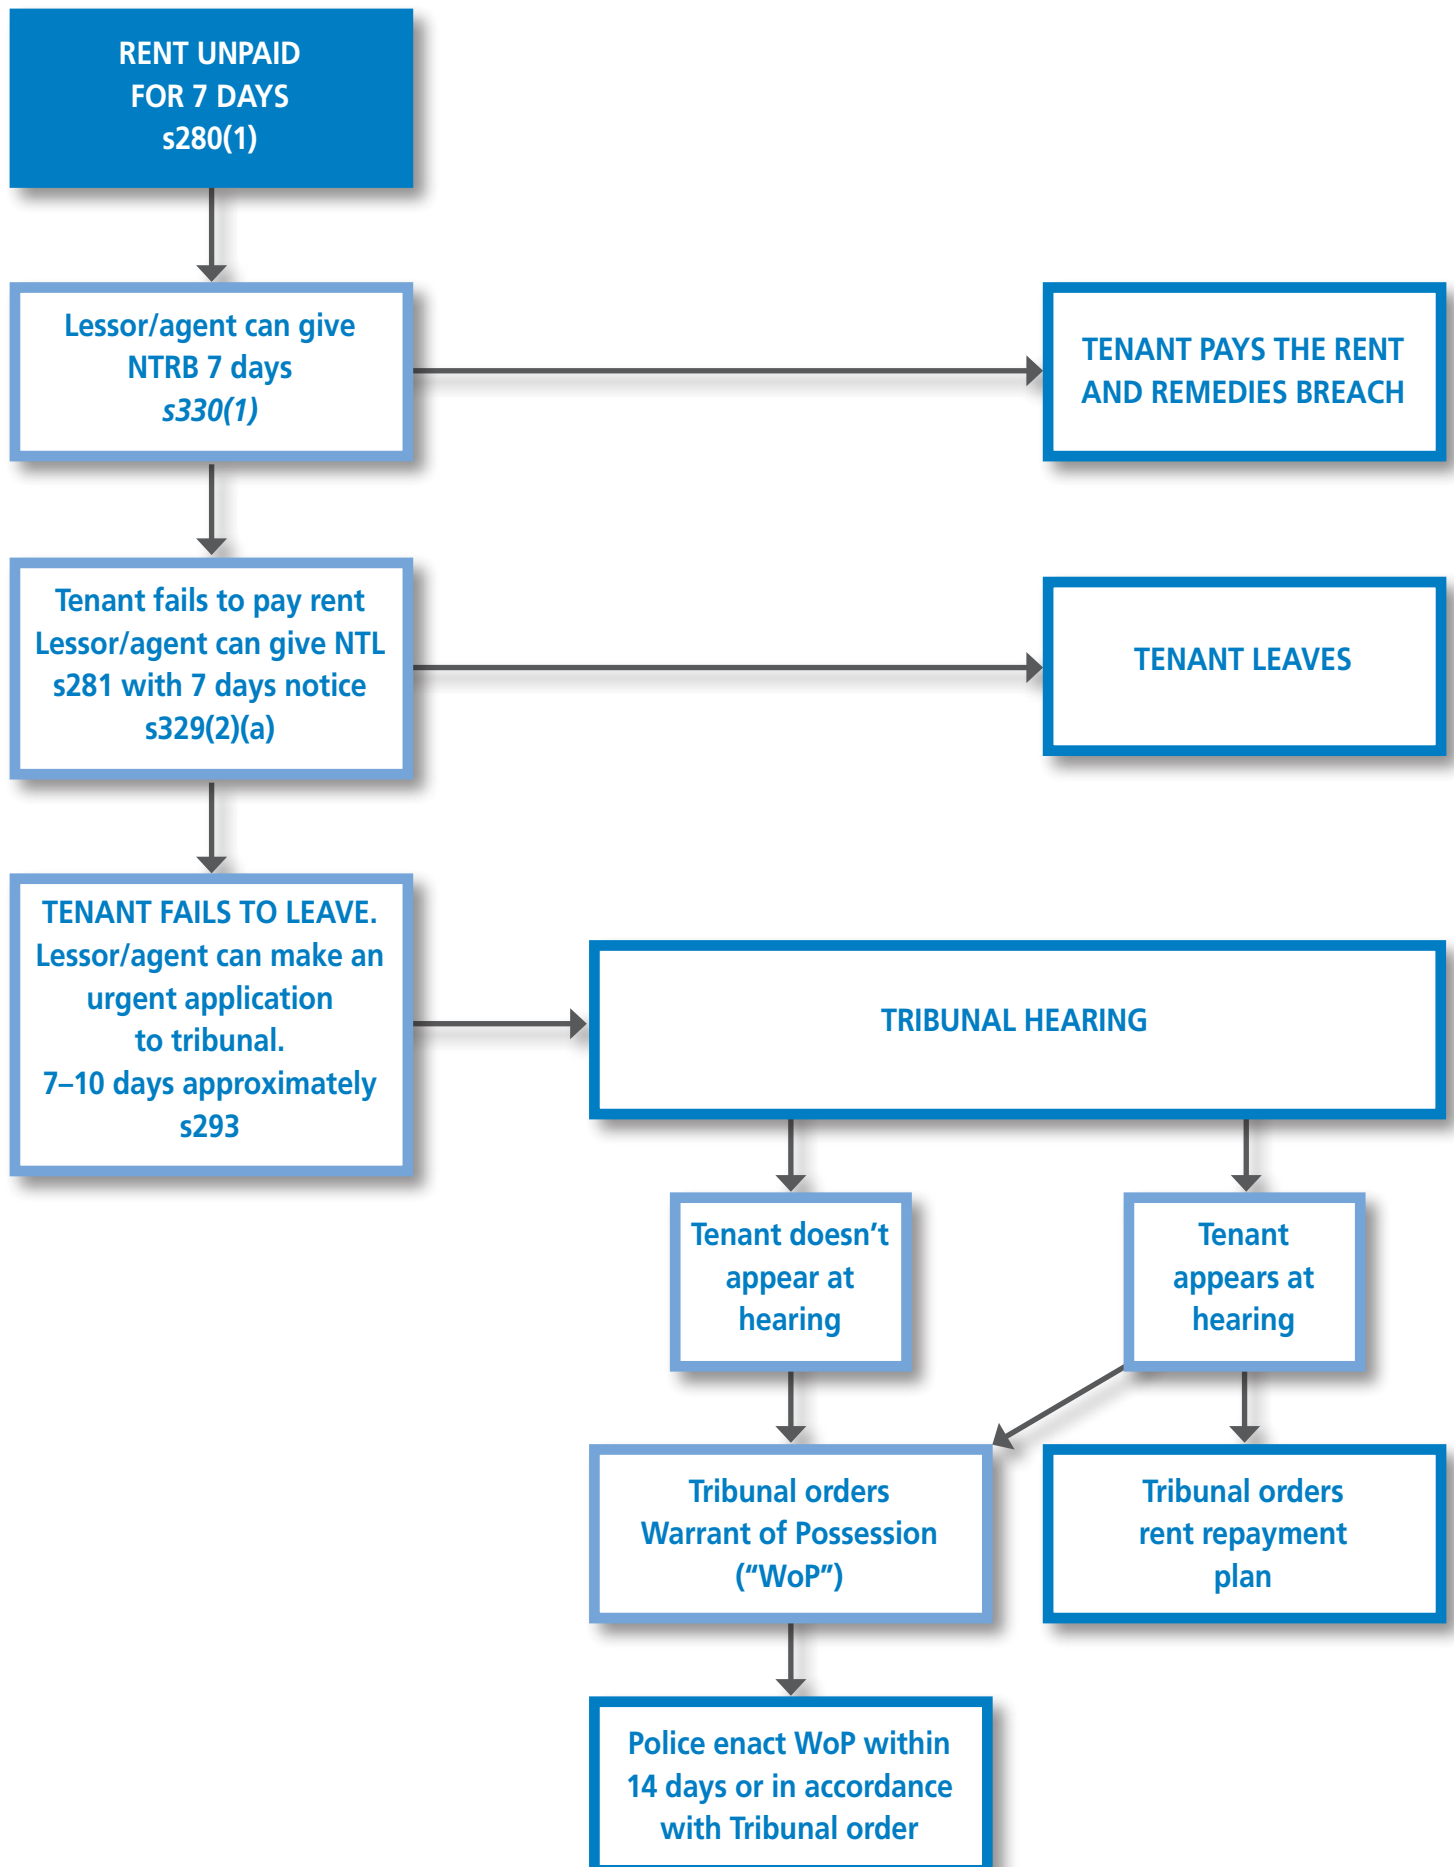 RENT UNPAID
FOR 7 DAYS
s280(1)
Lessor/agent can give
NTRB 7 days
s330(1)
TENANT PAYS THE RENT
AND REMEDIES BREACH
Tenant fails to pay rent
Lessor/agent can give NTL
s281 with 7 days notice
s329(2)(a)
TENANT LEAVES
TENANT FAILS TO LEAVE.
Lessor/agent can make an
urgent application
to tribunal.
7–10 days approximately
s293
TRIBUNAL HEARING
Tenant doesn’t
appear at
hearing
Tenant
appears at
hearing
Tribunal orders
Warrant of Possession
("WoP")
Tribunal orders
rent repayment
plan
Police enact WoP within
14 days or in accordance
with Tribunal order